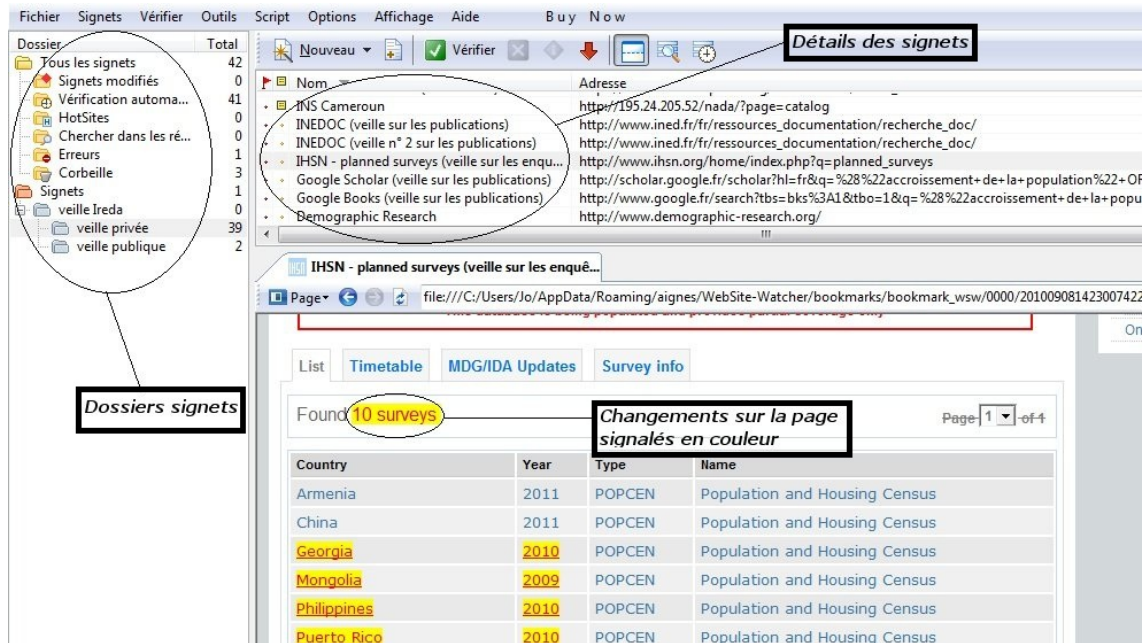 Fichier Signets Vérifier Outils Script Options Affichage Aide Buy Now
Dossier Total
Tous les signets 42
Signets modifiés 0
Vérification automa... 41
HotSites 0
Chercher dans les ré... 0
Erreurs 1
Corbeille 3
Signets 1
veille Ireda 0
veille privée 39
veille publique 2
Dossiers signets
Nouveau Vérifier
Détails des signets
Nom Adresse
INS Cameroun http://195.24.205.52/nada/?page=catalog
INEDOC (veille sur les publications) http://www.ined.fr/fr/ressources_documentation/recherche_doc/
INEDOC (veille n° 2 sur les publications) http://www.ined.fr/fr/ressources_documentation/recherche_doc/
IHSN - planned surveys (veille sur les enqu... http://www.ihsn.org/home/index.php?q=planned_surveys
Google Scholar (veille sur les publications) http://scholar.google.fr/scholar?hl=fr&q=%28%22accroissement+de+la+population%22+OR
Google Books (veille sur les publications) http://www.google.fr/search?tbs=bks%3A1&tbo=1&q=%28%22accroissement+de+la+popu
Demographic Research http://www.demographic-research.org/
IHSN - planned surveys (veille sur les enquê...
Page file:///C:/Users/Jo/AppData/Roaming/aignes/WebSite-Watcher/bookmarks/bookmark_wsw/0000/201009081423007422
On
List Timetable MDG/IDA Updates Survey info
Found 10 surveys
Changements sur la page
signalés en couleur
Page 1 of 1
Country Year Type Name
Armenia 2011 POPCEN Population and Housing Census
China 2011 POPCEN Population and Housing Census
Georgia 2010 POPCEN Population and Housing Census
Mongolia 2009 POPCEN Population and Housing Census
Philippines 2010 POPCEN Population and Housing Census
Puerto Rico 2010 POPCEN Population and Housing Census